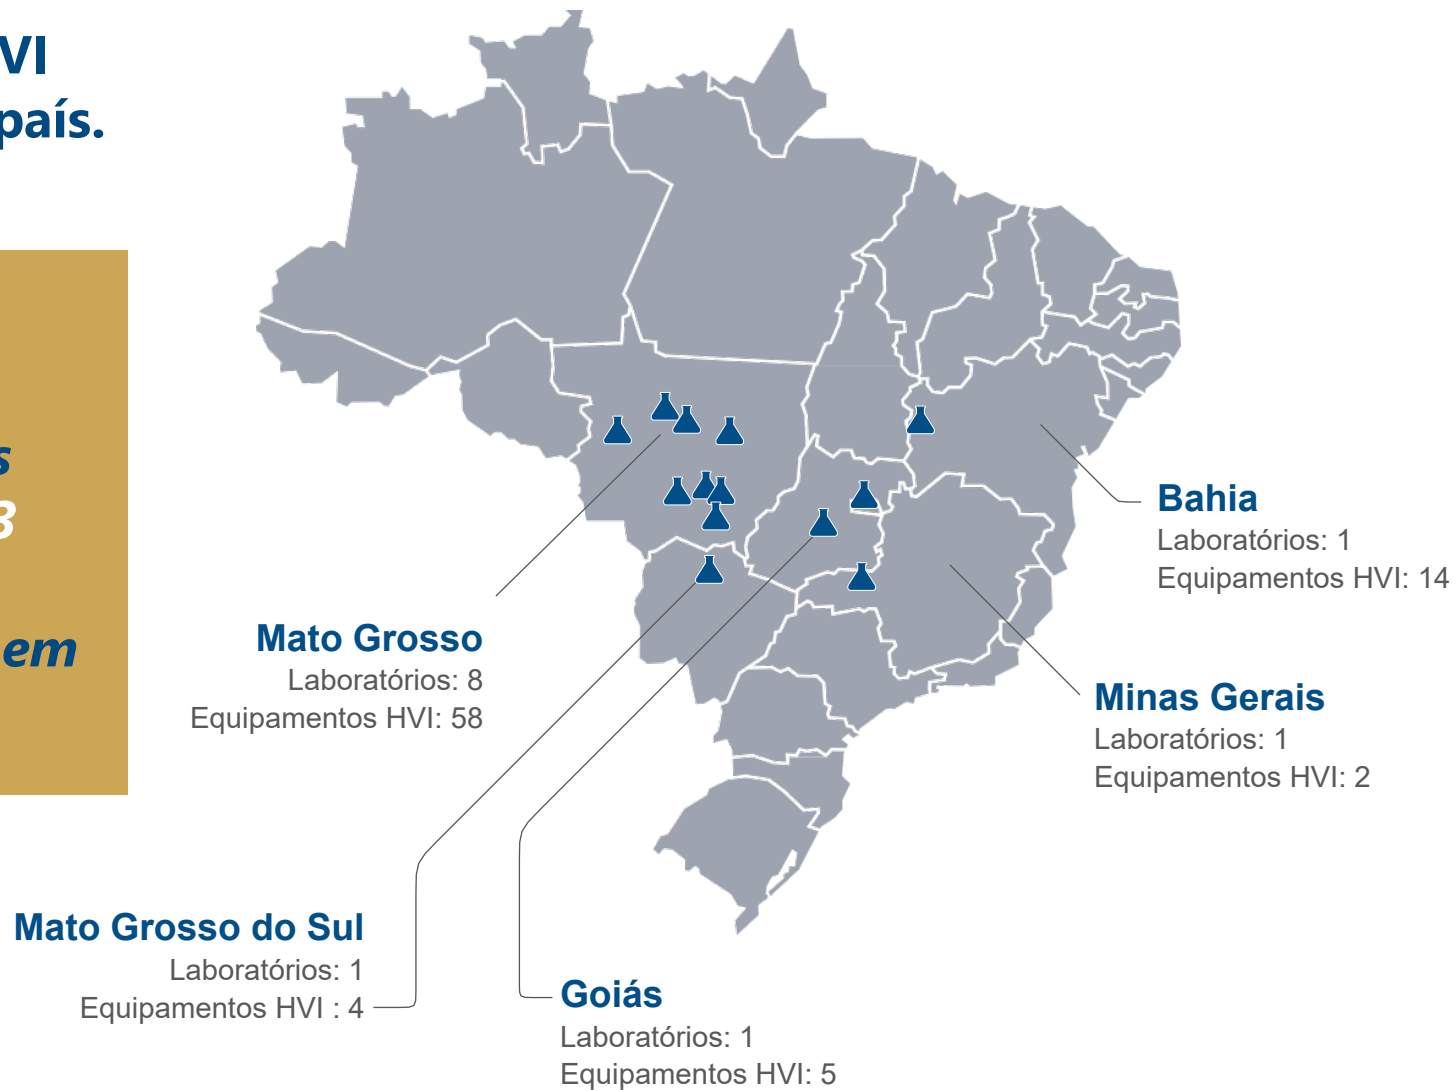 VI
país.
s
3
em
Bahia
Laboratórios: 1
Equipamentos HVI: 14
Mato Grosso
Laboratórios: 8
Equipamentos HVI: 58
Minas Gerais
Laboratórios: 1
Equipamentos HVI: 2
Mato Grosso do Sul
Laboratórios: 1
Equipamentos HVI : 4
Goiás
Laboratórios: 1
Equipamentos HVI: 5